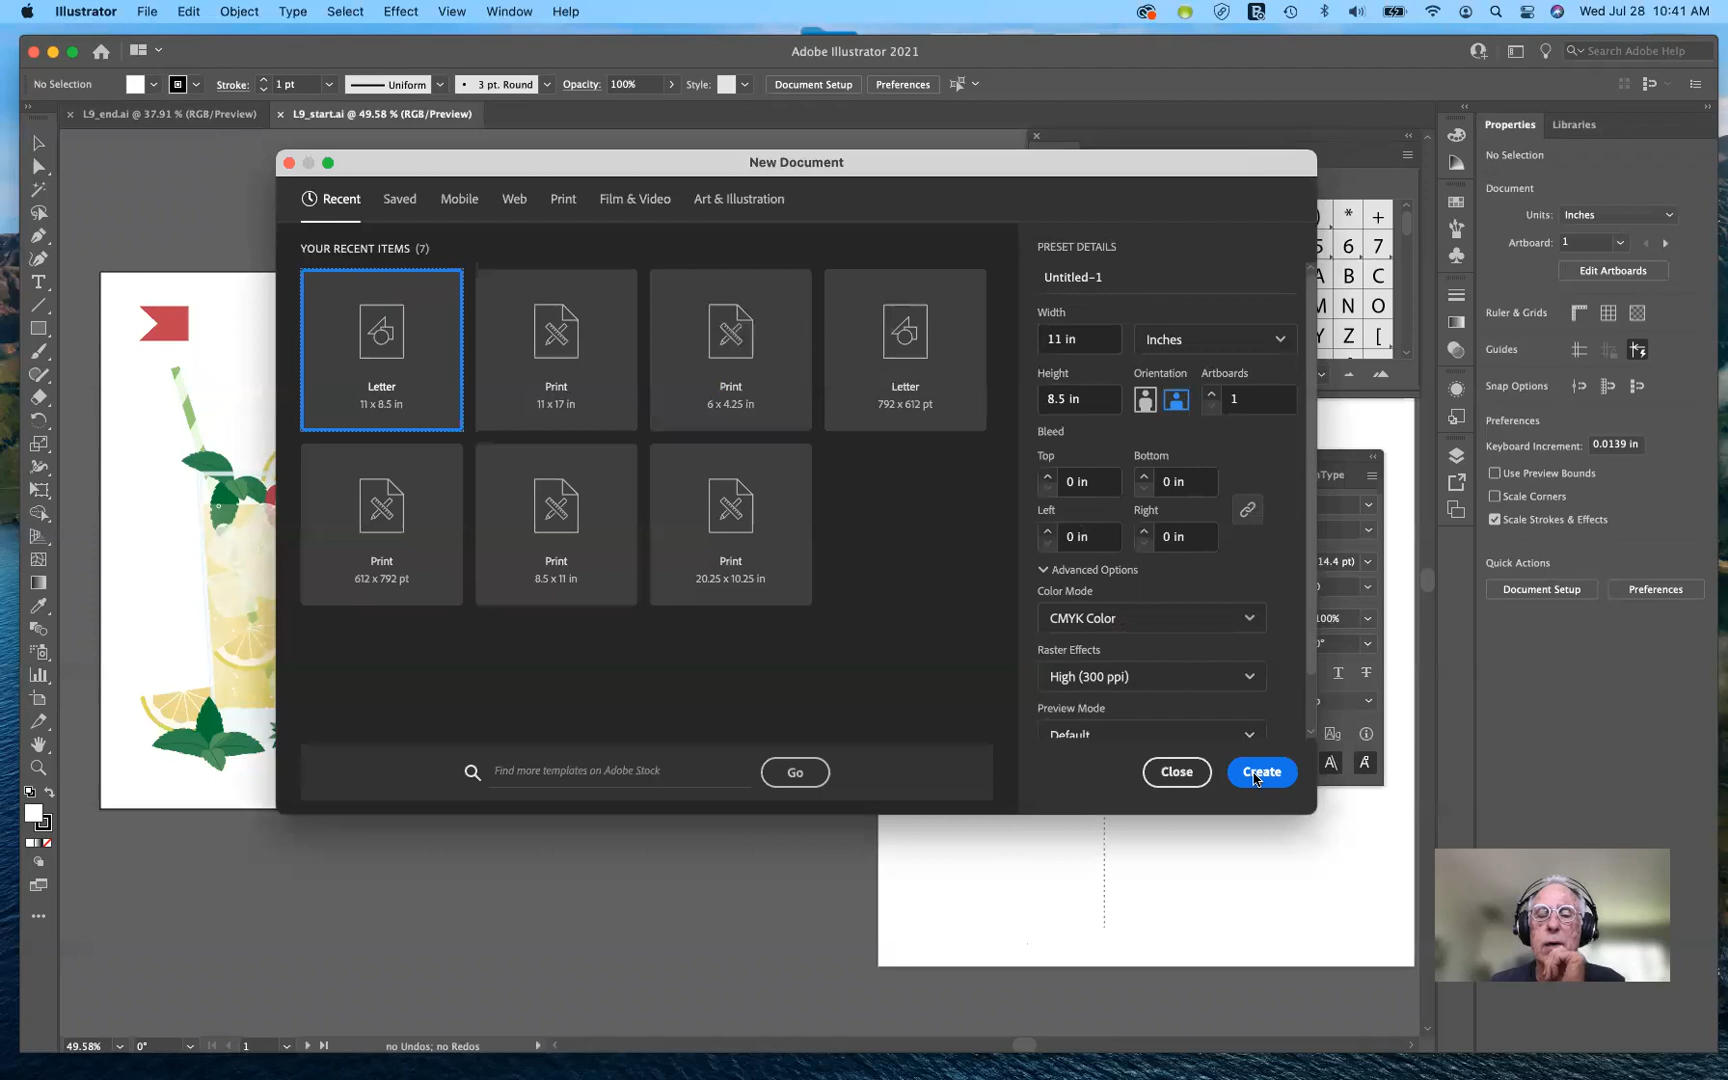 Illustrator File Edit Object Type Select Effect View Window Help
Wed Jul 28 10:41 AM
Adobe Illustrator 2021
Search Adobe Help
No Selection
Stroke: 1 pt
Uniform
3 pt. Round
Opacity: 100%
Style:
Document Setup
Preferences
× L9_end.ai @ 37.91 % (RGB/Preview)
× L9_start.ai @ 49.58 % (RGB/Preview)
New Document
Recent Saved Mobile Web Print Film & Video Art & Illustration
YOUR RECENT ITEMS (7)
Letter
11 x 8.5 in
Print
11 x 17 in
Print
6 x 4.25 in
Letter
792 x 612 pt
Print
612 x 792 pt
Print
8.5 x 11 in
Print
20.25 x 10.25 in
Find more templates on Adobe Stock
Go
PRESET DETAILS
Untitled-1
Width
11 in
Inches
Height Orientation Artboards
8.5 in
1
Bleed
Top Bottom
0 in 0 in
Left Right
0 in 0 in
Advanced Options
Color Mode
CMYK Color
Raster Effects
High (300 ppi)
Preview Mode
Default
Close
Create
* +
6 7
B C
N O
Z [
nType
(14.4 pt)
100%
Properties Libraries
No Selection
Document
Units: Inches
Artboard: 1
Edit Artboards
Ruler & Grids
Guides
Snap Options
Keyboard Increment: 0.0139 in
Use Preview Bounds
Scale Corners
Scale Strokes & Effects
Quick Actions
Document Setup
Preferences
49.58% 0° 1 no Undos; no Redos